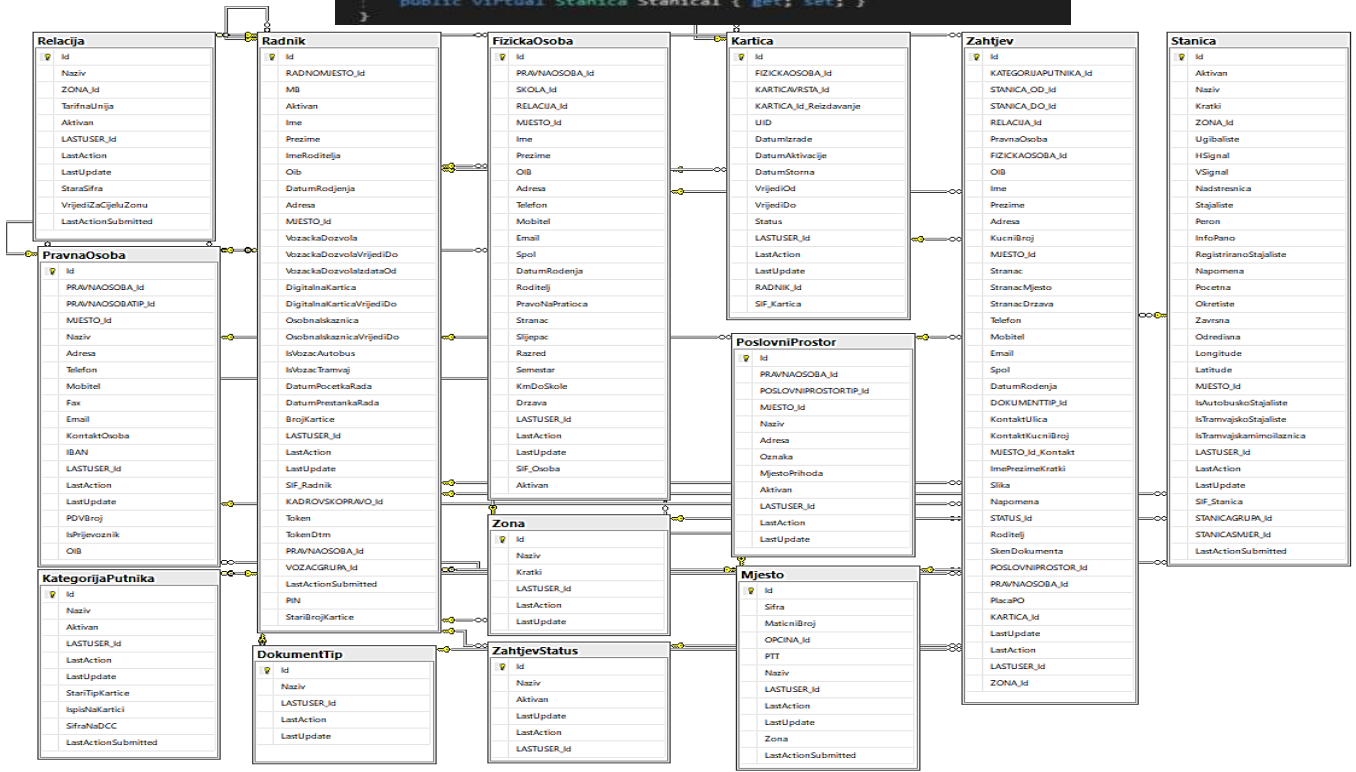 public virtual Stanica Stanica1 { get; set; }
}
Relacija
Id
Naziv
ZONA_Id
TarifnaUnija
Aktivan
LASTUSER_Id
LastAction
LastUpdate
StaraSifra
VrijediZaCijeluZonu
LastActionSubmitted
PravnaOsoba
Id
PRAVNAOSOBA_Id
PRAVNAOSOBATIP_Id
MJESTO_Id
Naziv
Adresa
Telefon
Mobitel
Fax
Email
KontaktOsoba
IBAN
LASTUSER_Id
LastAction
LastUpdate
PDVBroj
IsPrijevoznik
OIB
KategorijaPutnika
Id
Naziv
Aktivan
LASTUSER_Id
LastAction
LastUpdate
StariTipKartice
IspisNaKartici
SifraNaDCC
LastActionSubmitted
Radnik
Id
RADNOMJESTO_Id
MB
Aktivan
Ime
Prezime
ImeRoditelja
Oib
DatumRodjenja
Adresa
MJESTO_Id
VozackaDozvola
VozackaDozvolaVrijediDo
VozackaDozvolaIzdataOd
DigitalnaKartica
DigitalnaKarticaVrijediDo
OsobnaIskaznica
OsobnaIskaznicaVrijediDo
IsVozacAutobus
IsVozacTramvaj
DatumPocetkaRada
DatumPrestankaRada
BrojKartice
LASTUSER_Id
LastAction
LastUpdate
SIF_Radnik
KADROVSKOPRAVO_Id
Token
TokenDtm
PRAVNAOSOBA_Id
VOZACGRUPA_Id
LastActionSubmitted
PIN
StariBrojKartice
DokumentTip
Id
Naziv
LASTUSER_Id
LastAction
LastUpdate
FizickaOsoba
Id
PRAVNAOSOBA_Id
SKOLA_Id
RELACIJA_Id
MJESTO_Id
Ime
Prezime
OIB
Adresa
Telefon
Mobitel
Email
Spol
DatumRodenja
Roditelj
PravoNaPratioca
Stranac
Slijepac
Razred
Semestar
KmDoSkole
Drzava
LASTUSER_Id
LastAction
LastUpdate
SIF_Osoba
Aktivan
Zona
Id
Naziv
Kratki
LASTUSER_Id
LastAction
LastUpdate
ZahtjevStatus
Id
Naziv
Aktivan
LastUpdate
LastAction
LASTUSER_Id
Kartica
Id
FIZICKAOSOBA_Id
KARTICAVRSTA_Id
KARTICA_Id_Reizdavanje
UID
DatumIzrade
DatumAktivacije
DatumStorna
VrijediOd
VrijediDo
Status
LASTUSER_Id
LastAction
LastUpdate
RADNIK_Id
SIF_Kartica
PoslovniProstor
Id
PRAVNAOSOBA_Id
POSLOVNIPROSTORTIP_Id
MJESTO_Id
Naziv
Adresa
Oznaka
MjestoPrihoda
Aktivan
LASTUSER_Id
LastAction
LastUpdate
Mjesto
Id
Sifra
MaticniBroj
OPCINA_Id
PTT
Naziv
LASTUSER_Id
LastAction
LastUpdate
Zona
LastActionSubmitted
Zahtjev
Id
KATEGORIJAPUTNIKA_Id
STANICA_OD_Id
STANICA_DO_Id
RELACIJA_Id
PravnaOsoba
FIZICKAOSOBA_Id
OIB
Ime
Prezime
Adresa
KucniBroj
MJESTO_Id
Stranac
StranacMjesto
StranacDrzava
Telefon
Mobitel
Email
Spol
DatumRodenja
DOKUMENTTIP_Id
KontaktUlica
KontaktKucniBroj
MJESTO_Id_Kontakt
ImePrezimeKratki
Slika
Napomena
STATUS_Id
Roditelj
SkenDokumenta
POSLOVNIPROSTOR_Id
PRAVNAOSOBA_Id
PlacaPO
KARTICA_Id
LastUpdate
LastAction
LASTUSER_Id
ZONA_Id
Stanica
Id
Aktivan
Naziv
Kratki
ZONA_Id
Ugibaliste
HSignal
VSignal
Nadstresnica
Stajaliste
Peron
InfoPano
RegistriranoStajaliste
Napomena
Pocetna
Okretiste
Zavrsna
Odredisna
Longitude
Latitude
MJESTO_Id
IsAutobuskoStajaliste
IsTramvajskoStajaliste
IsTramvajskamimoilaznica
LASTUSER_Id
LastAction
LastUpdate
SIF_Stanica
STANICAGRUPA_Id
STANICASMJER_Id
LastActionSubmitted